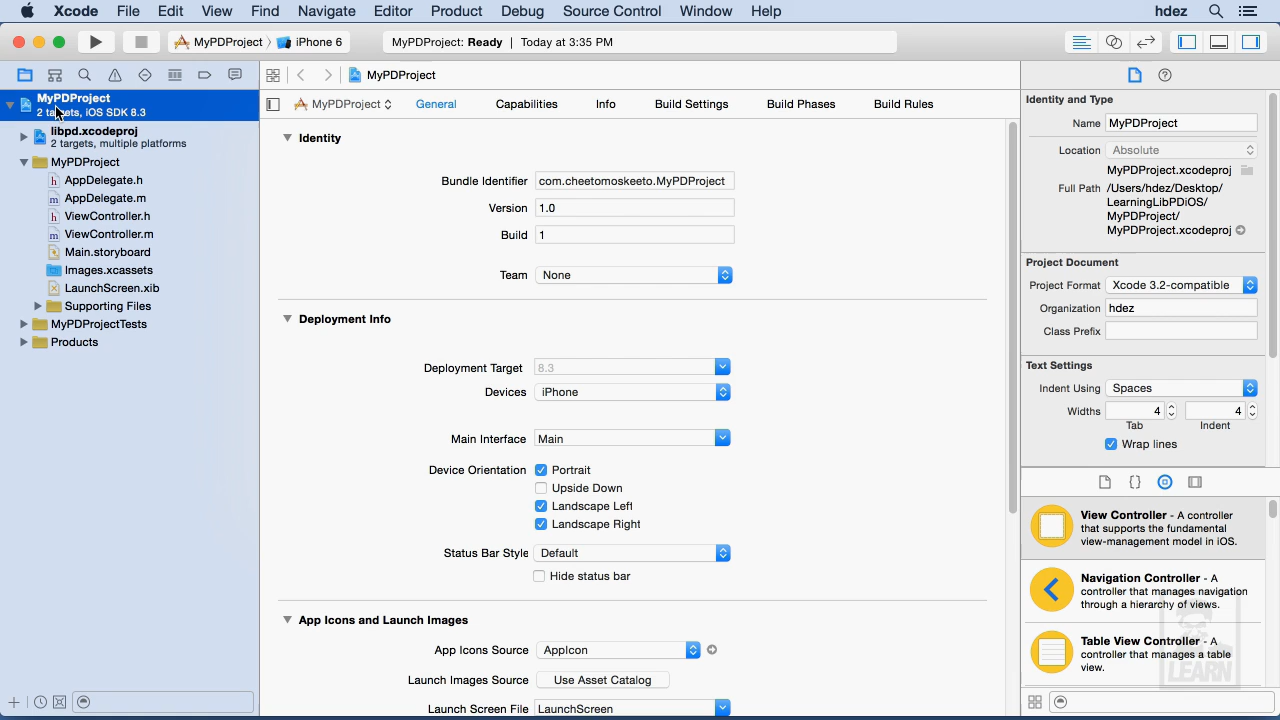 Xcode File Edit View Find Navigate Editor Product Debug Source Control Window Help hdez
MyPDProject iPhone 6 MyPDProject: Ready | Today at 3:35 PM
MyPDProject
MyPDProject
2 targets, iOS SDK 8.3
libpd.xcodeproj
2 targets, multiple platforms
MyPDProject
AppDelegate.h
AppDelegate.m
ViewController.h
ViewController.m
Main.storyboard
Images.xcassets
LaunchScreen.xib
Supporting Files
MyPDProjectTests
Products
MyPDProject General Capabilities Info Build Settings Build Phases Build Rules
Identity
Bundle Identifier com.cheetomoskeeto.MyPDProject
Version 1.0
Build 1
Team None
Deployment Info
Deployment Target 8.3
Devices iPhone
Main Interface Main
Device Orientation Portrait
Upside Down
Landscape Left
Landscape Right
Status Bar Style Default
Hide status bar
App Icons and Launch Images
App Icons Source AppIcon
Launch Images Source Use Asset Catalog
Launch Screen File LaunchScreen
Identity and Type
Name MyPDProject
Location Absolute
MyPDProject.xcodeproj
Full Path /Users/hdez/Desktop/
LearningLibPDiOS/
MyPDProject/
MyPDProject.xcodeproj
Project Document
Project Format Xcode 3.2-compatible
Organization hdez
Class Prefix
Text Settings
Indent Using Spaces
Widths 4 4
Tab Indent
Wrap lines
View Controller - A controller
that supports the fundamental
view-management model in iOS.
Navigation Controller - A
controller that manages navigation
through a hierarchy of views.
Table View Controller - A
controller that manages a table
view.
LEARN